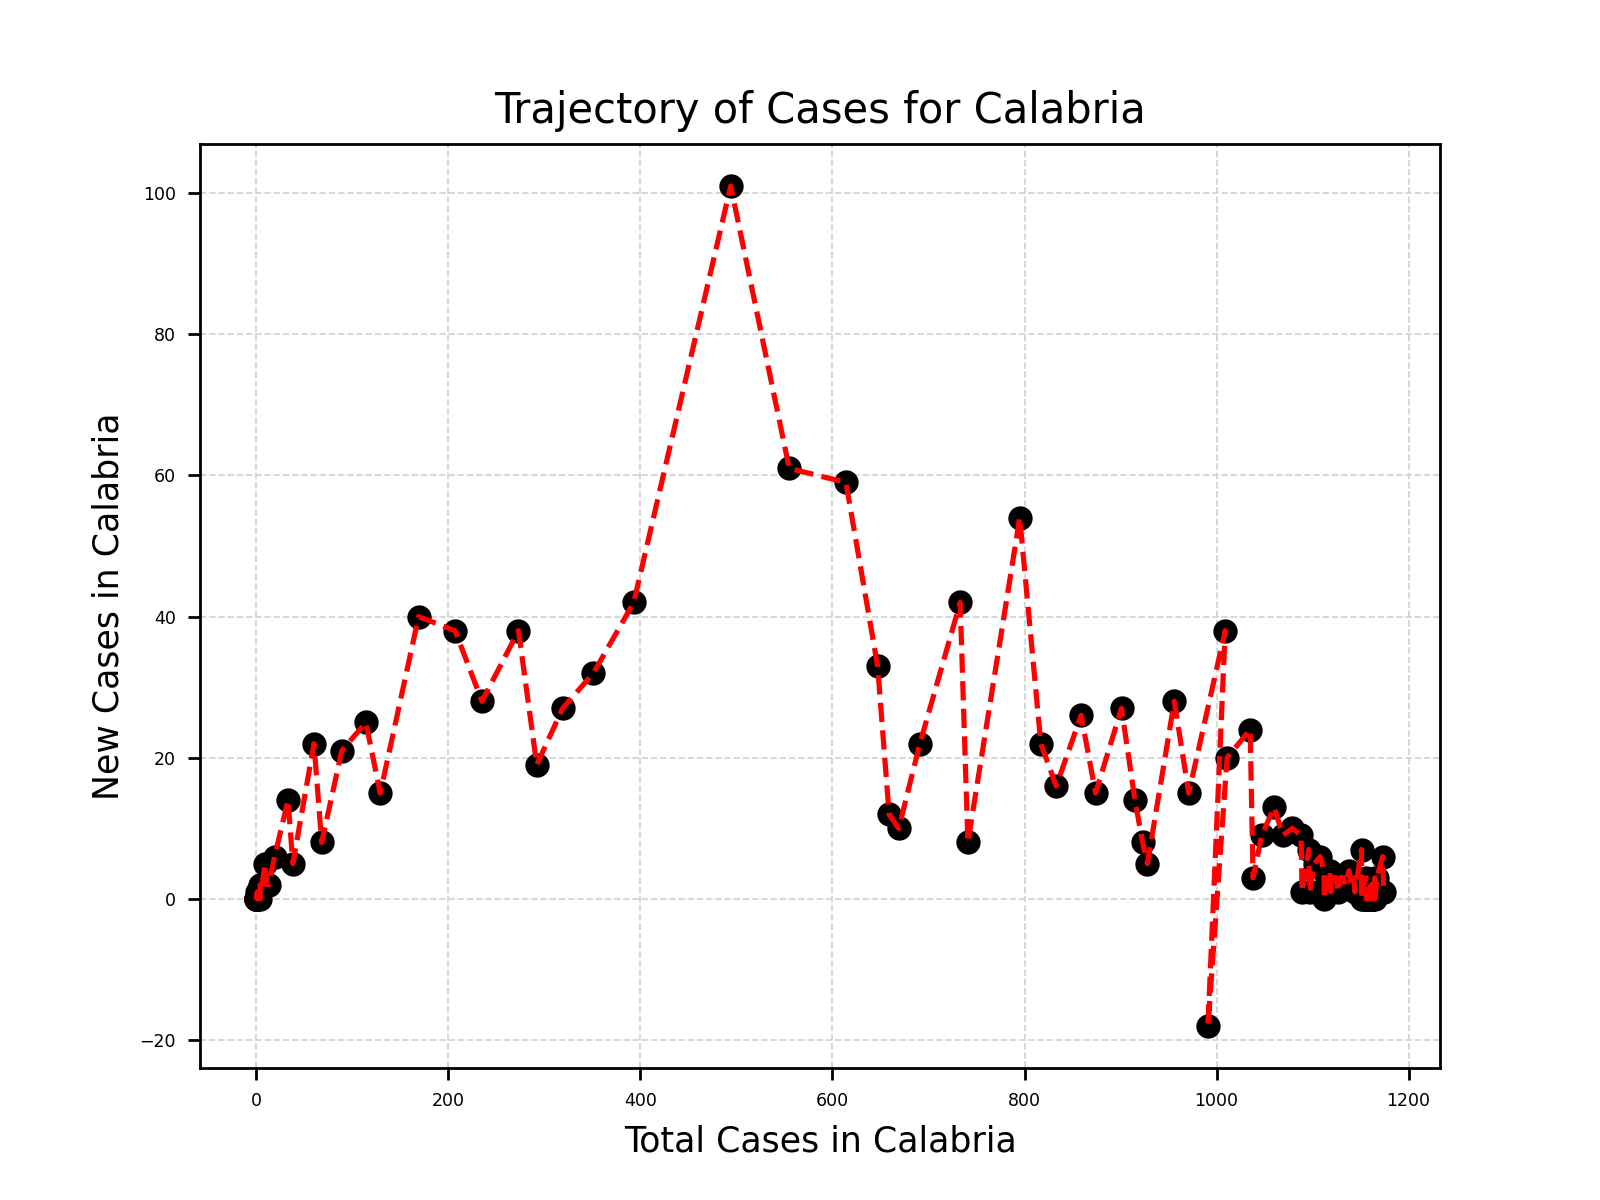 Trajectory of Cases for Calabria
New Cases in Calabria
100
80
60
40
20
0
−20
0 200 400 600 800 1000 1200
Total Cases in Calabria